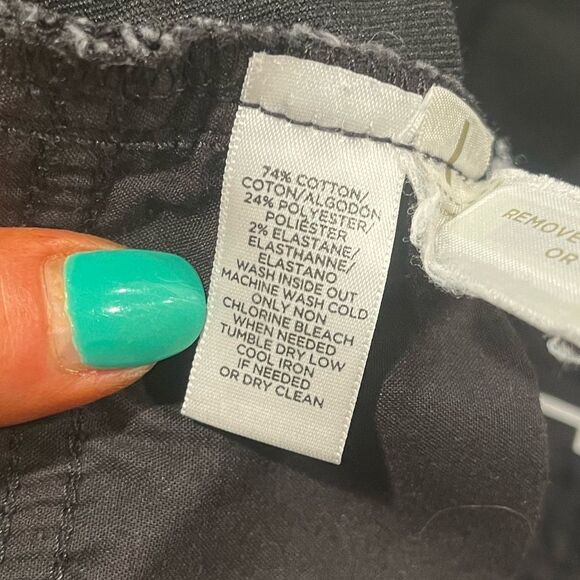 74% COTTON/
COTON/ALGODON
24% POLYESTER/
POLIÉSTER
2% ELASTANE/
ELASTHANNE/
ELASTANO
WASH INSIDE OUT
MACHINE WASH COLD
ONLY NON
CHLORINE BLEACH
WHEN NEEDED
TUMBLE DRY LOW
COOL IRON
IF NEEDED
OR DRY CLEAN
REMOVE
OR